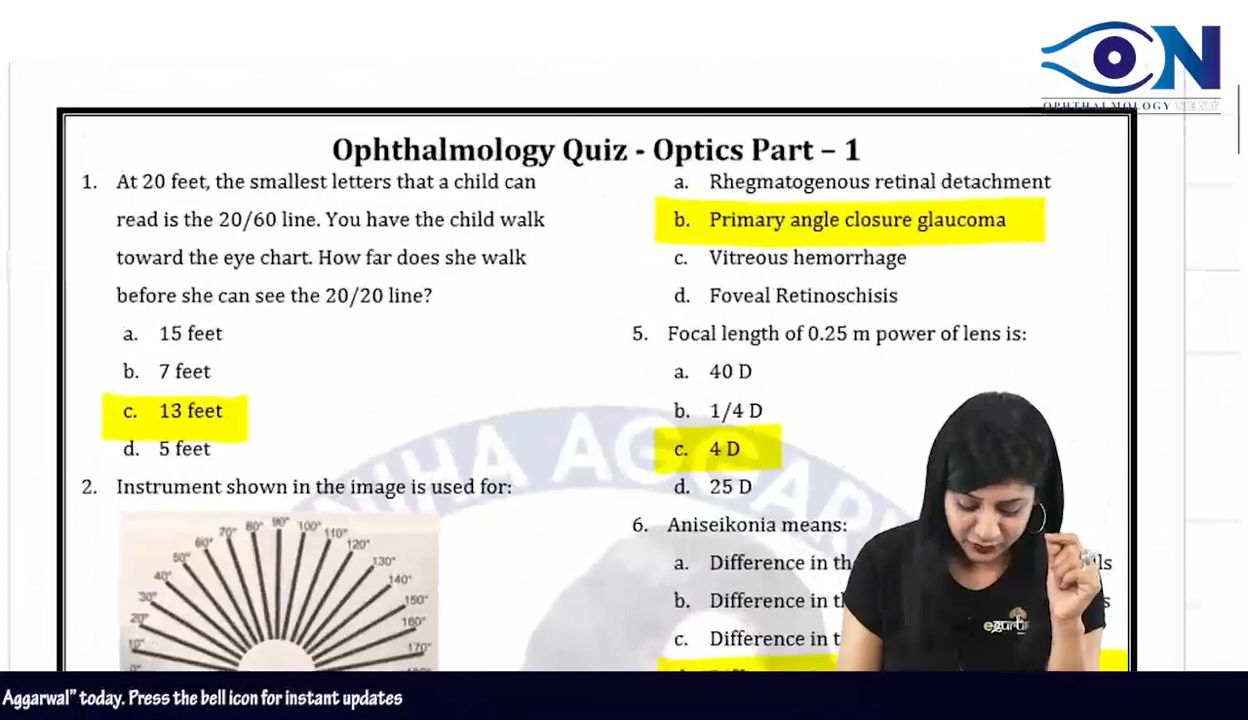 ON
OPHTHALMOLOGY NEXT
Ophthalmology Quiz - Optics Part – 1
1. At 20 feet, the smallest letters that a child can
read is the 20/60 line. You have the child walk
toward the eye chart. How far does she walk
before she can see the 20/20 line?
a. 15 feet
b. 7 feet
c. 13 feet
d. 5 feet
2. Instrument shown in the image is used for:
10° 20° 30° 40° 50° 60° 70° 80° 90° 100° 110° 120° 130° 140° 150° 160° 170°
a. Rhegmatogenous retinal detachment
b. Primary angle closure glaucoma
c. Vitreous hemorrhage
d. Foveal Retinoschisis
5. Focal length of 0.25 m power of lens is:
a. 40 D
b. 1/4 D
c. 4 D
d. 25 D
6. Aniseikonia means:
a. Difference in
b. Difference in
c. Difference in
Aggarwal" today. Press the bell icon for instant updates